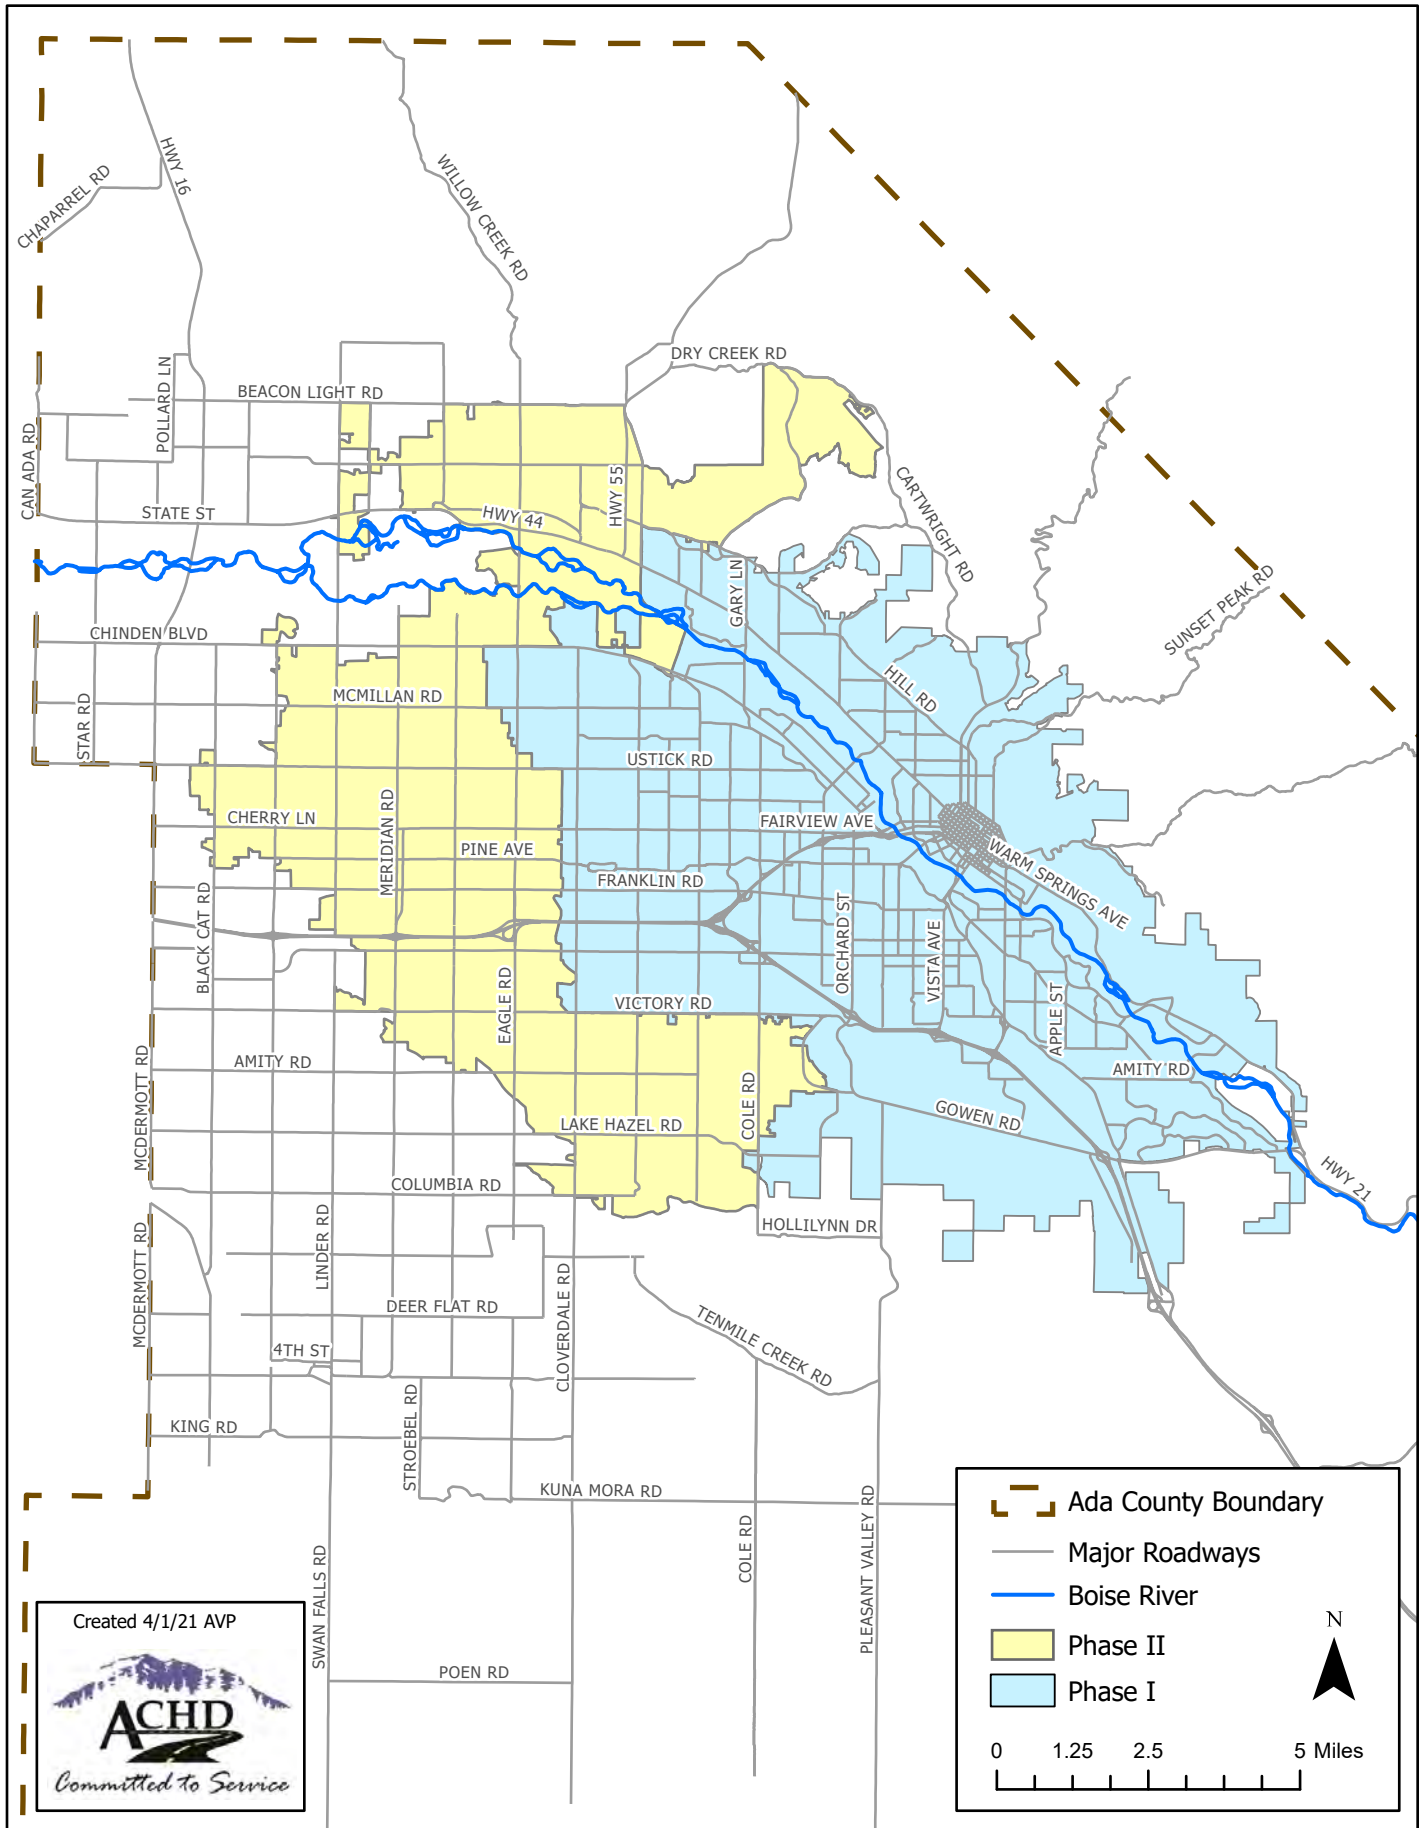 HWY 16
CHAPARREL RD
WILLOW CREEK RD
DRY CREEK RD
POLLARD LN
BEACON LIGHT RD
CAN ADA RD
HWY 55
CARTWRIGHT RD
STATE ST
HWY 44
GARY LN
SUNSET PEAK RD
CHINDEN BLVD
HILL RD
MCMILLAN RD
STAR RD
USTICK RD
MERIDIAN RD
CHERRY LN
FAIRVIEW AVE
PINE AVE
WARM SPRINGS AVE
FRANKLIN RD
BLACK CAT RD
ORCHARD ST
VISTA AVE
EAGLE RD
VICTORY RD
APPLE ST
MCDERMOTT RD
AMITY RD
AMITY RD
COLE RD
GOWEN RD
LAKE HAZEL RD
HWY 21
COLUMBIA RD
MCDERMOTT RD
LINDER RD
HOLLILYNN DR
CLOVERDALE RD
DEER FLAT RD
TENMILE CREEK RD
4TH ST
STROEBEL RD
KING RD
KUNA MORA RD
PLEASANT VALLEY RD
COLE RD
SWAN FALLS RD
POEN RD
Ada County Boundary
Major Roadways
Boise River
Phase II
Phase I
N
0 1.25 2.5 5 Miles
Created 4/1/21 AVP
ACHD
Committed to Service